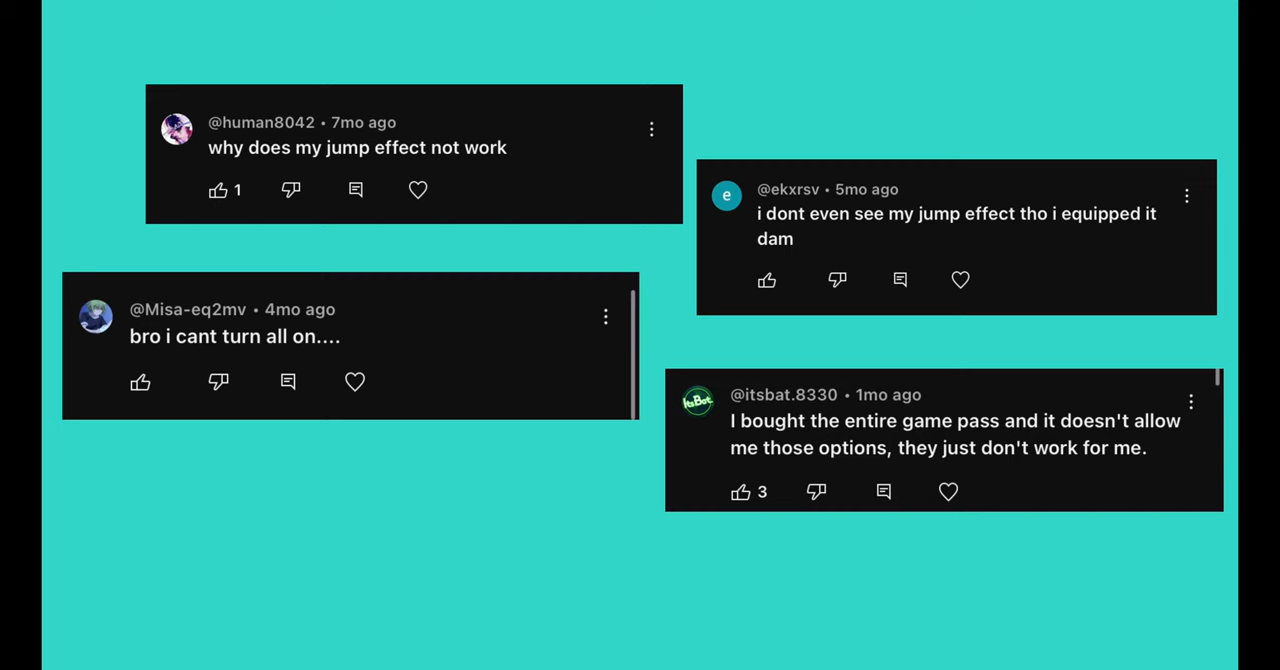 @human8042 • 7mo ago
why does my jump effect not work
1
@ekxrsv • 5mo ago
e
i dont even see my jump effect tho i equipped it
dam
@Misa-eq2mv • 4mo ago
bro i cant turn all on....
@itsbat.8330 • 1mo ago
ItsBat.
I bought the entire game pass and it doesn't allow
me those options, they just don't work for me.
3